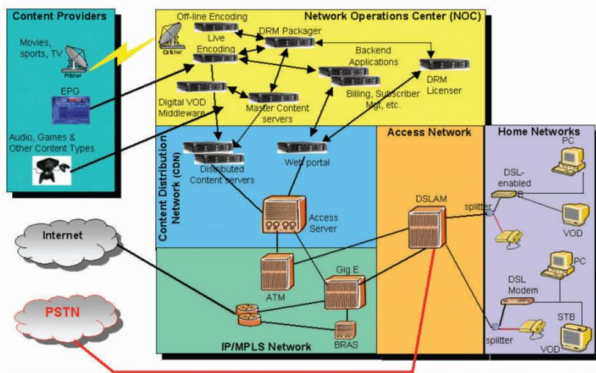 Content Providers
Movies,
sports, TV
Pitcher
EPG
Audio, Games &
Other Content Types
Internet
PSTN
Network Operations Center (NOC)
Off-line Encoding
Live
Encoding
DRM Packager
Catcher
Backend
Applications
DRM
Licenser
Billing, Subscriber
Mgt, etc.
Digital VOD
Middleware
Master Content
servers
Content Distribution
Network (CDN)
Distributed
Content servers
Web portal
Access
Server
ATM
Gig E
BRAS
IP/MPLS Network
Access Network
DSLAM
Home Networks
PC
DSL-
enabled
splitter
VOD
PC
DSL
Modem
STB
splitter
VOD